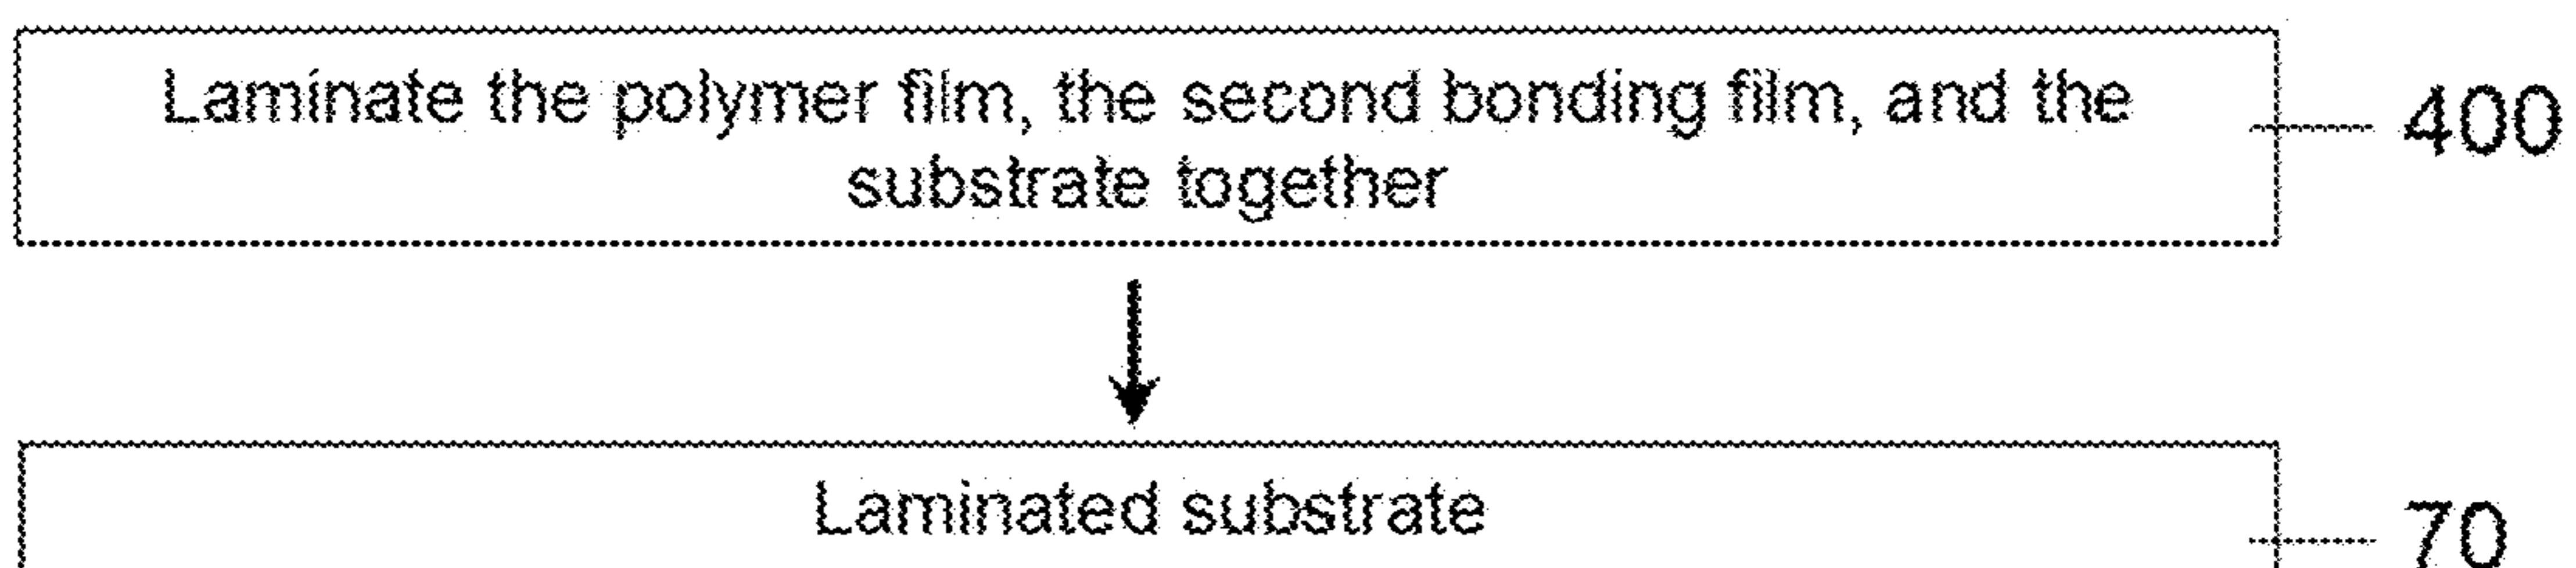 Laminate the polymer film, the second bonding film, and the
substrate together
400
Laminated substrate
70